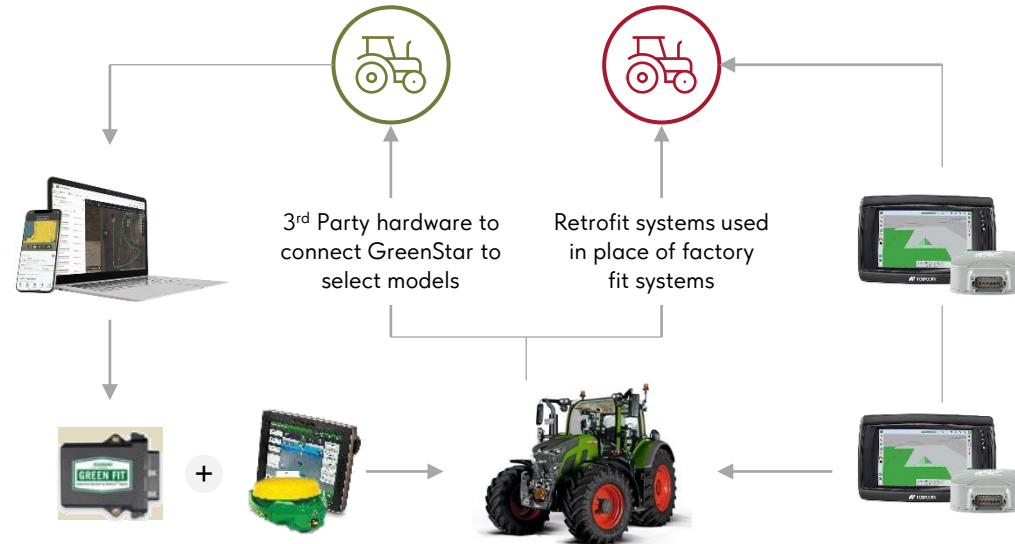 3rd Party hardware to
connect GreenStar to
select models
Retrofit systems used
in place of factory
fit systems
TOPCON
GREEN FIT
+
TOPCON